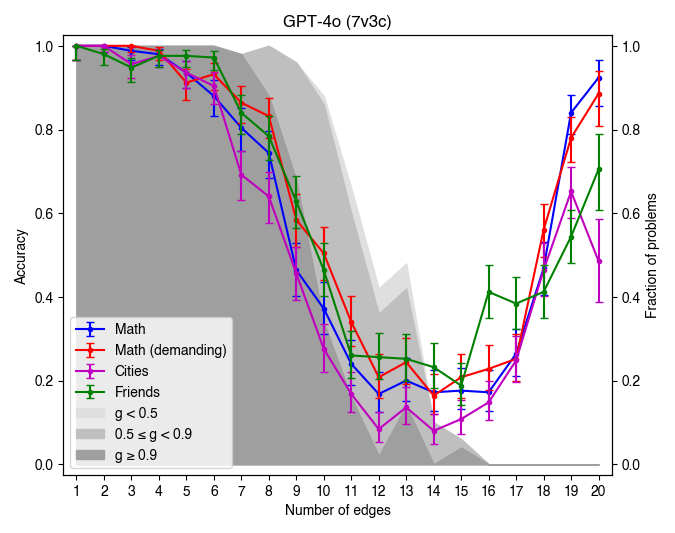 GPT-4o (7v3c)
1.0
0.8
0.6
0.4
0.2
0.0
Accuracy
1.0
0.8
0.6
0.4
0.2
0.0
Fraction of problems
Math
Math (demanding)
Cities
Friends
g < 0.5
0.5 ≤ g < 0.9
g ≥ 0.9
1 2 3 4 5 6 7 8 9 10 11 12 13 14 15 16 17 18 19 20
Number of edges